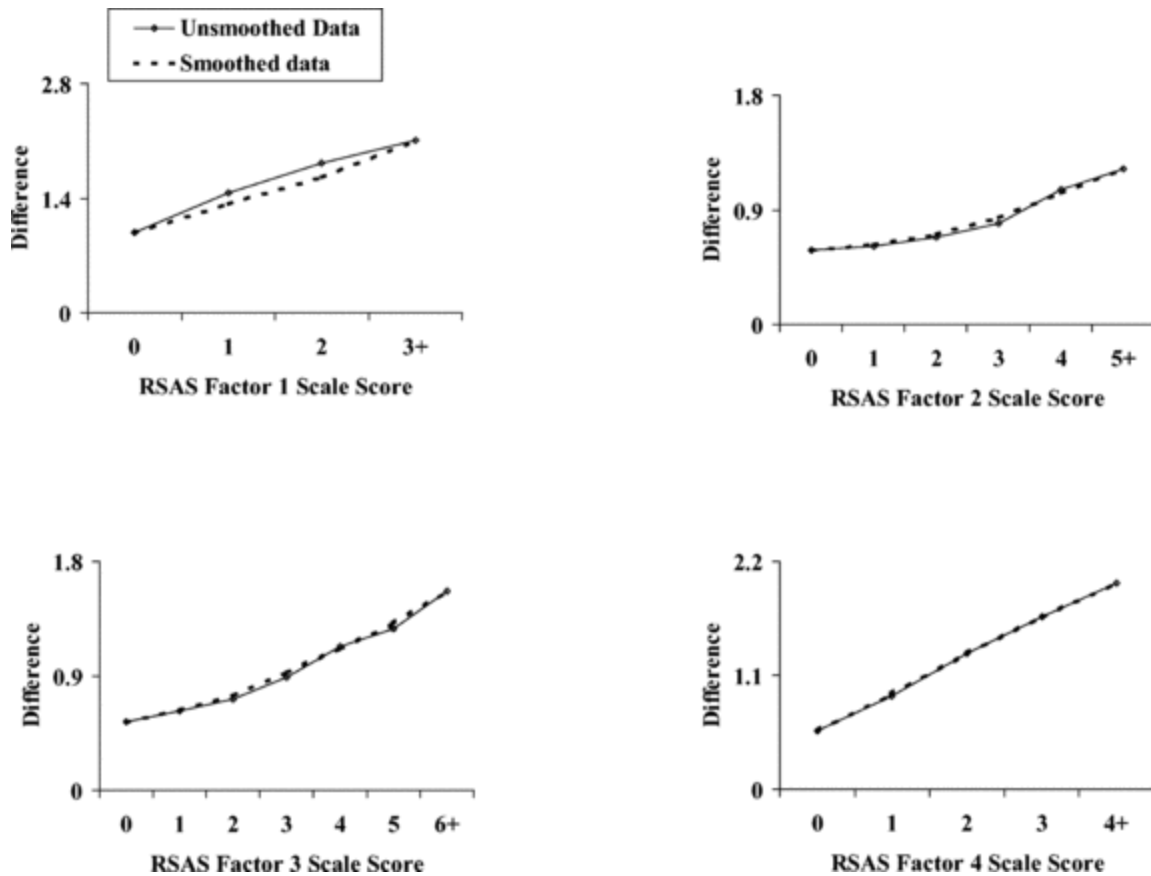 Unsmoothed Data
Smoothed data
2.8
1.4
0
Difference
0 1 2 3+
RSAS Factor 1 Scale Score
1.8
0.9
0
Difference
0 1 2 3 4 5+
RSAS Factor 2 Scale Score
1.8
0.9
0
Difference
0 1 2 3 4 5 6+
RSAS Factor 3 Scale Score
2.2
1.1
0
Difference
0 1 2 3 4+
RSAS Factor 4 Scale Score